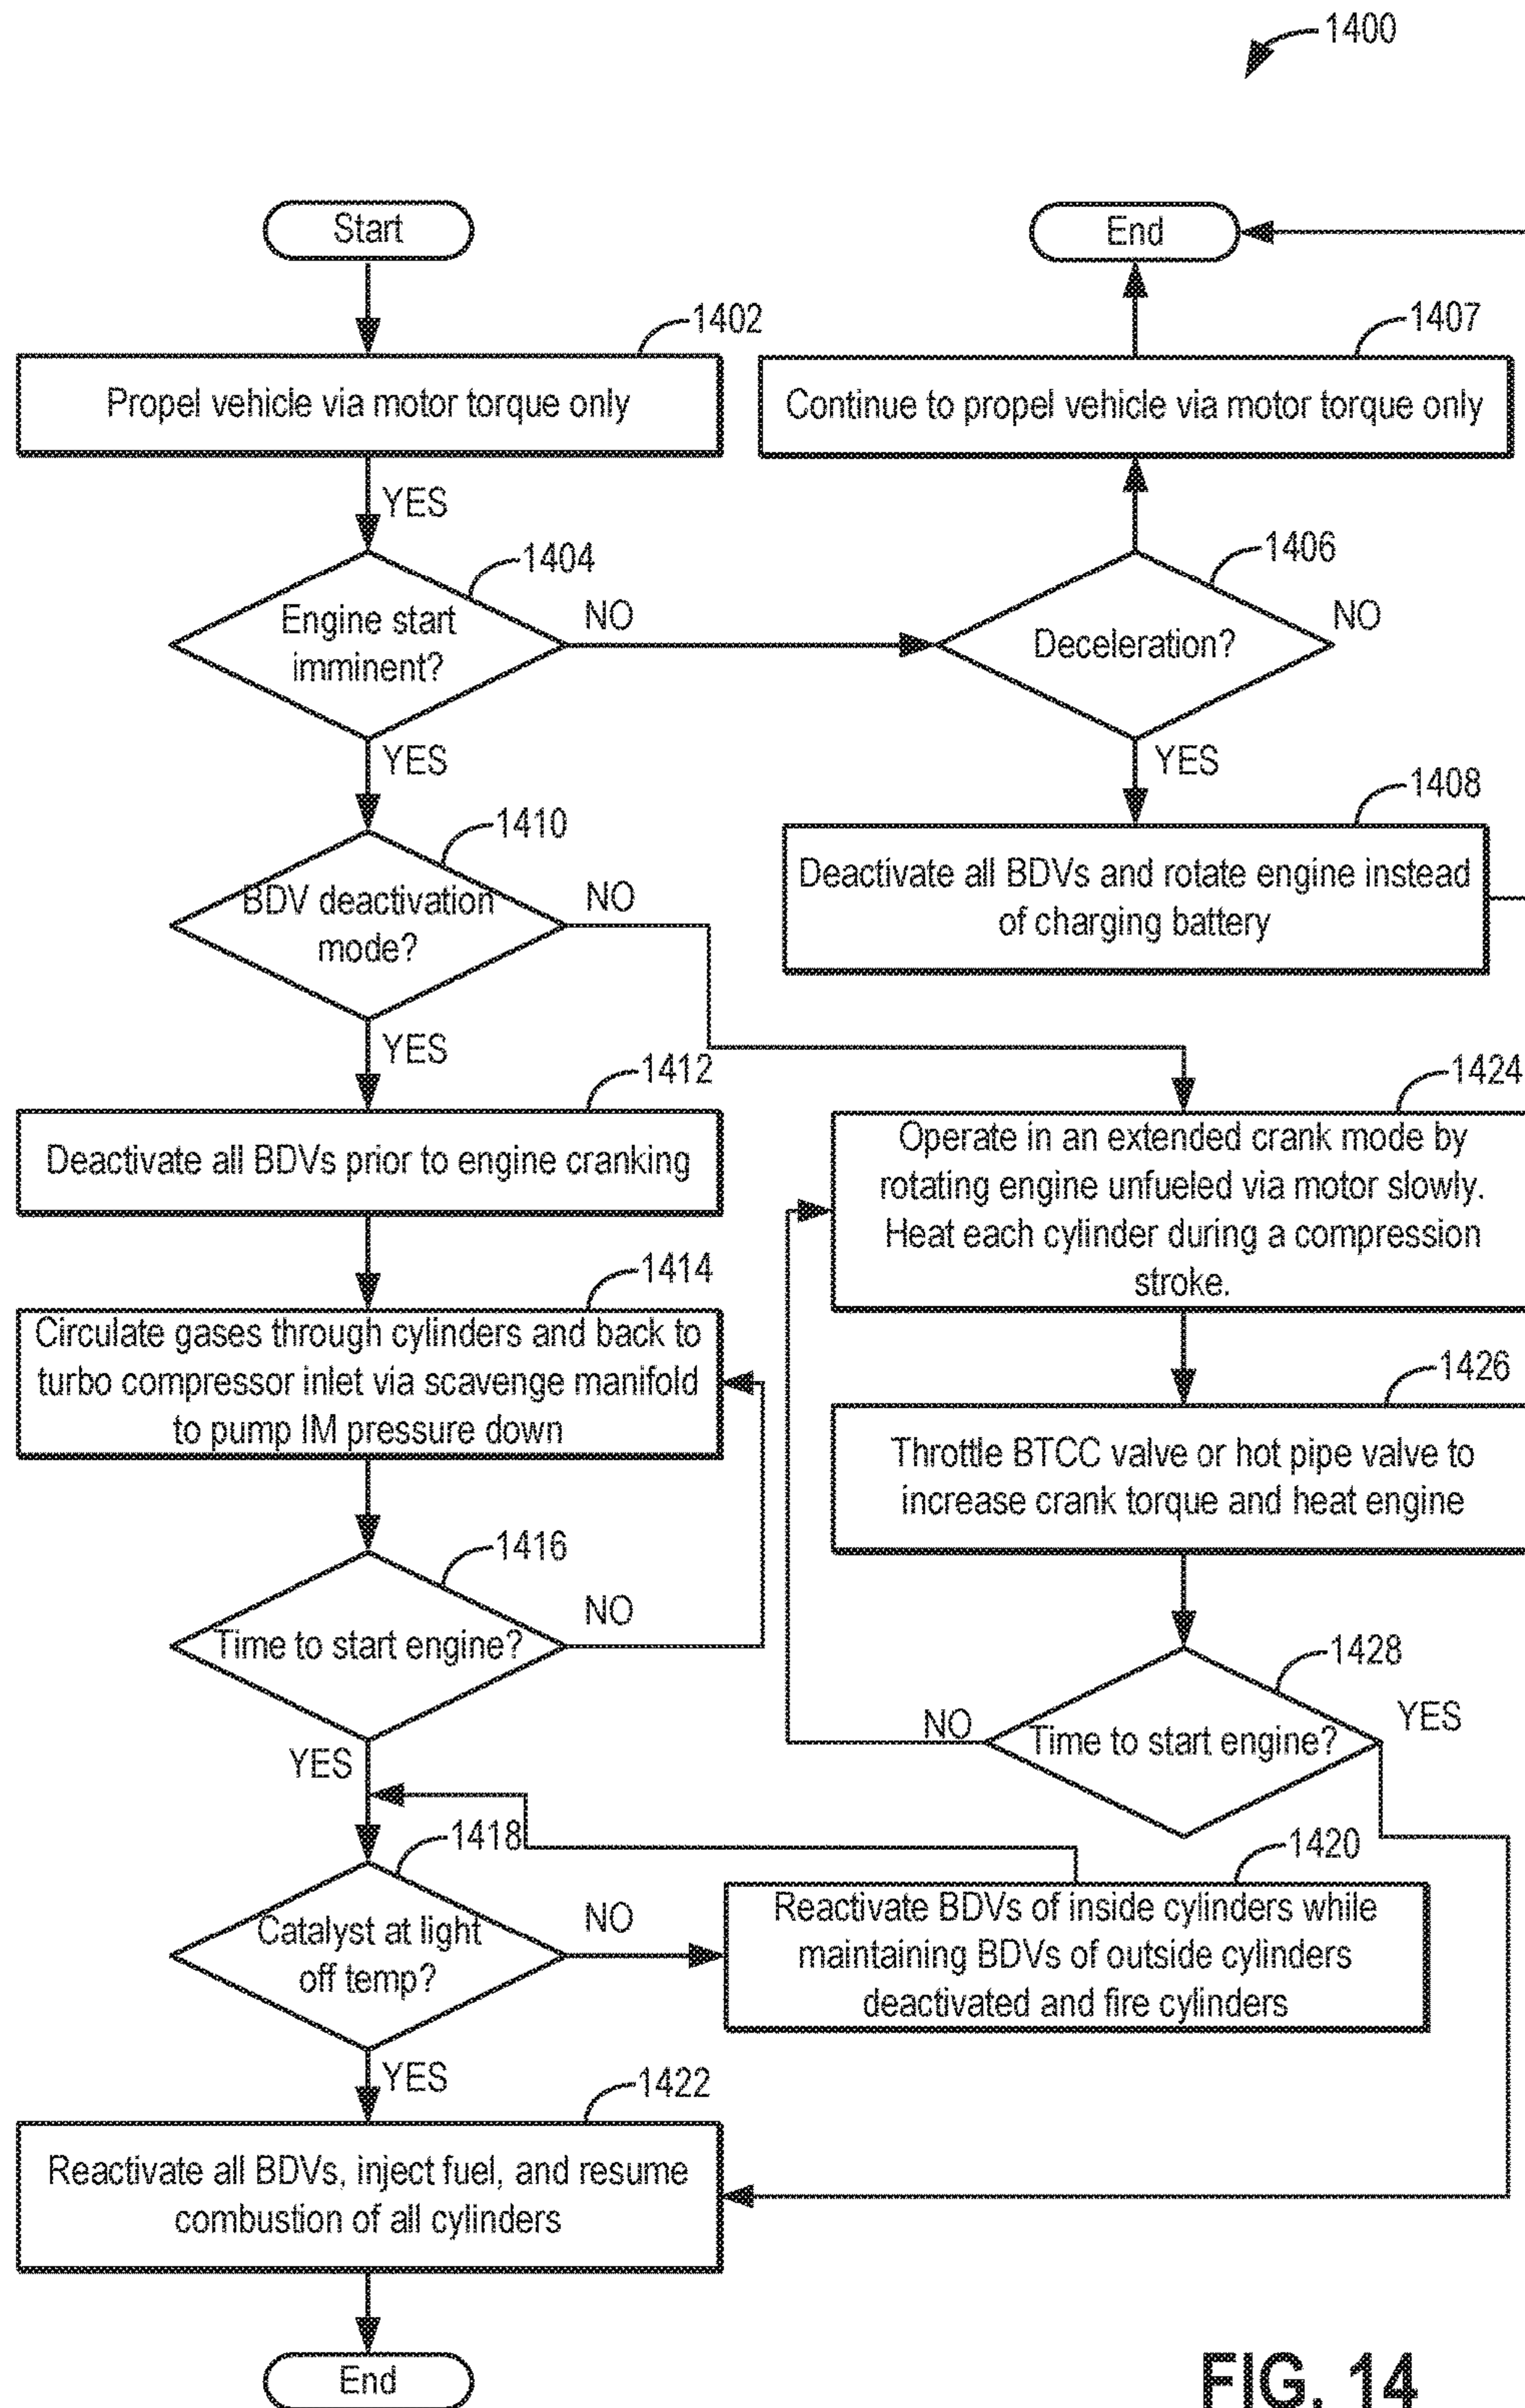 1400
Start
End
1402
Propel vehicle via motor torque only
1407
Continue to propel vehicle via motor torque only
YES
1404
Engine start
imminent?
NO
1406
Deceleration?
NO
YES
YES
1408
Deactivate all BDVs and rotate engine instead
of charging battery
1410
BDV deactivation
mode?
NO
YES
1412
Deactivate all BDVs prior to engine cranking
1424
Operate in an extended crank mode by
rotating engine unfueled via motor slowly.
Heat each cylinder during a compression
stroke.
1414
Circulate gases through cylinders and back to
turbo compressor inlet via scavenge manifold
to pump IM pressure down
1426
Throttle BTCC valve or hot pipe valve to
increase crank torque and heat engine
1416
Time to start engine?
NO
YES
1428
Time to start engine?
NO
YES
1418
Catalyst at light
off temp?
NO
YES
1420
Reactivate BDVs of inside cylinders while
maintaining BDVs of outside cylinders
deactivated and fire cylinders
1422
Reactivate all BDVs, inject fuel, and resume
combustion of all cylinders
End
FIG. 14